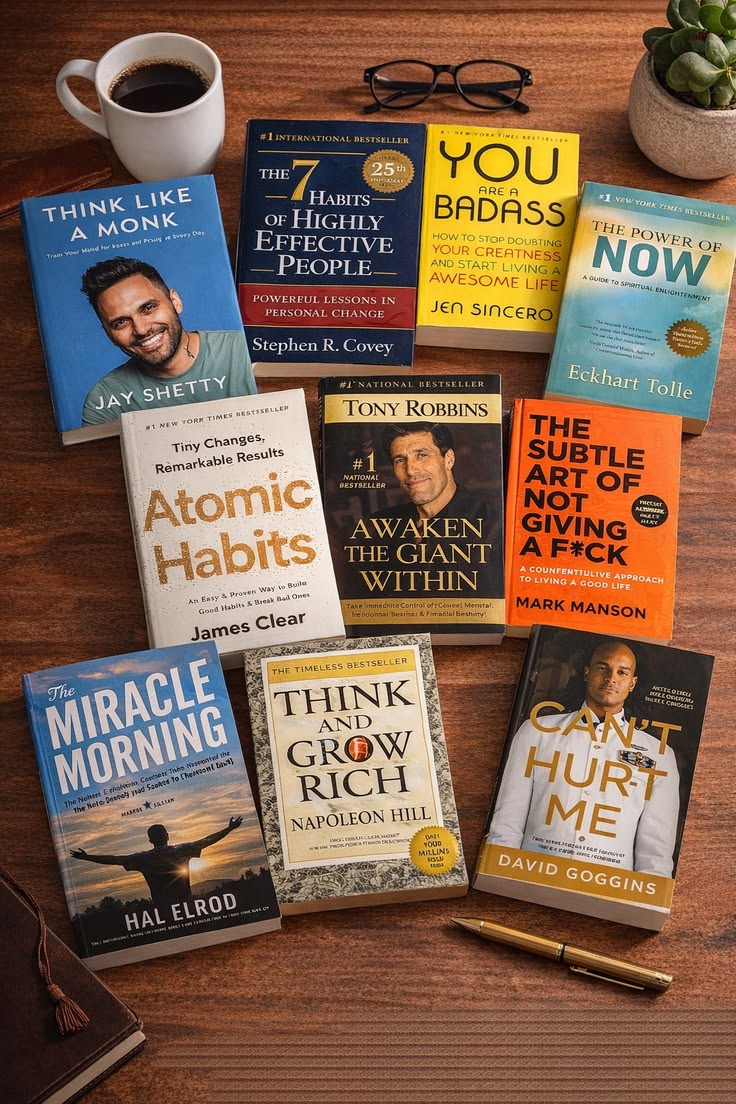 THINK LIKE
A MONK
JAY SHETTY
#1 INTERNATIONAL BESTSELLER
THE 7 HABITS
OF HIGHLY
EFFECTIVE
PEOPLE
25th
POWERFUL LESSONS IN
PERSONAL CHANGE
Stephen R. Covey
#1 NEW YORK TIMES BESTSELLER
YOU
ARE A
BADASS
HOW TO STOP DOUBTING
YOUR CREATNESS
AND START LIVING A
AWESOME LIFE
JEN SINCERO
#1 NEW YORK TIMES BESTSELLER
THE POWER OF
NOW
A GUIDE TO SPIRITUAL ENLIGHTENMENT
Eckhart Tolle
#1 NEW YORK TIMES BESTSELLER
Tiny Changes,
Remarkable Results
Atomic
Habits
An Easy & Proven Way to Build
Good Habits & Break Bad Ones
James Clear
#1 NATIONAL BESTSELLER
TONY ROBBINS
#1
NATIONAL
BESTSELLER
AWAKEN
THE GIANT
WITHIN
Take Immediate Control of
THE
SUBTLE
ART OF
NOT
GIVING
A F*CK
A COUNFENTULIVE APPROACH
TO LIVING A GOOD LIFE.
MARK MANSON
The
MIRACLE
MORNING
HAL ELROD
THE TIMELESS BESTSELLER
THINK
AND
GROW
RICH
NAPOLEON HILL
CAN'T
HUR-T
ME
DAVID GOGGINS